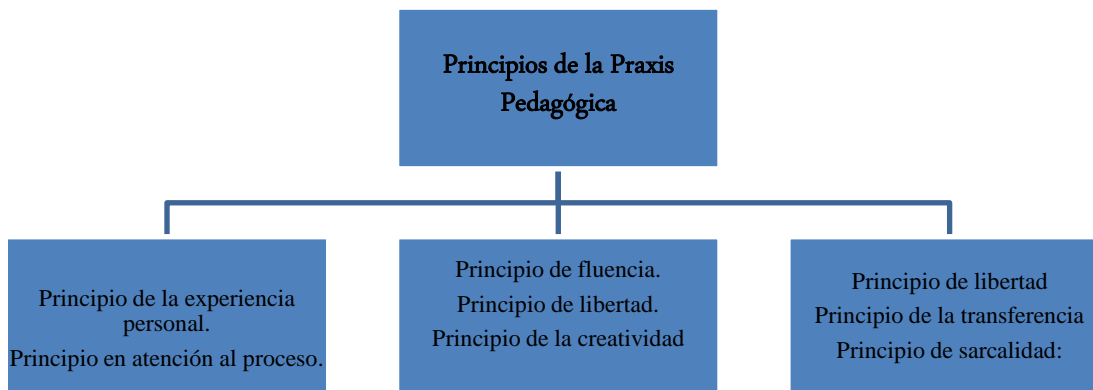 Principios de la Praxis
Pedagógica
Principio de la experiencia
personal.
Principio en atención al proceso.
Principio de fluencia.
Principio de libertad.
Principio de la creatividad
Principio de libertad
Principio de la transferencia
Principio de sarcalidad: